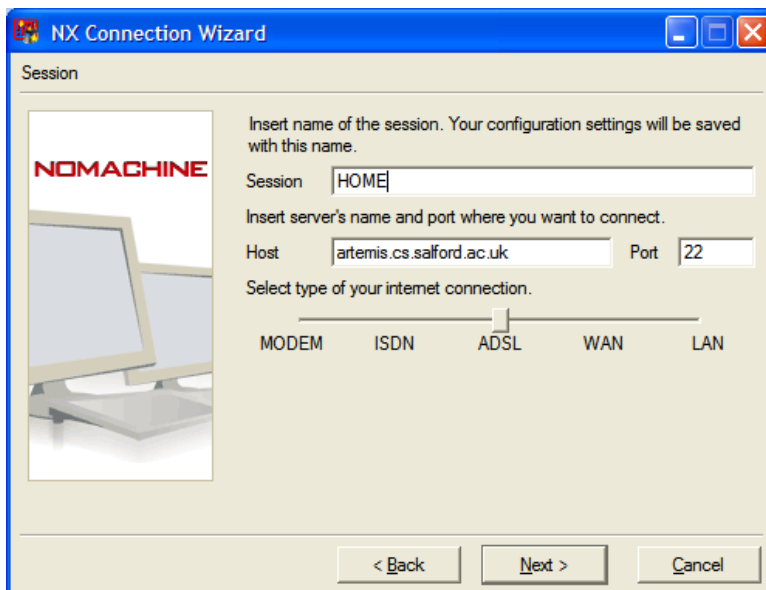 NX Connection Wizard
Session
NOMACHINE
Insert name of the session. Your configuration settings will be saved
with this name.
Session HOME
Insert server's name and port where you want to connect.
Host artemis.cs.salford.ac.uk Port 22
Select type of your internet connection.
MODEM ISDN ADSL WAN LAN
< Back Next > Cancel